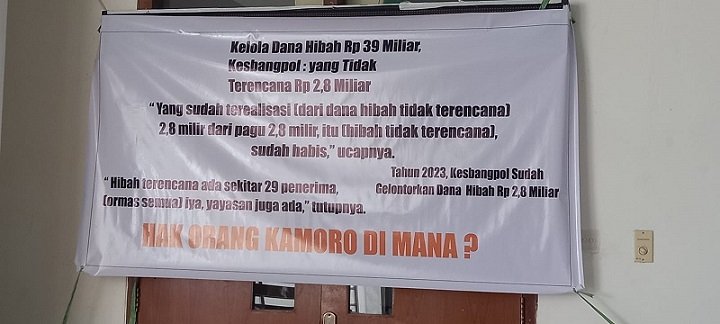 Kelola Dana Hibah Rp 39 Miliar,
Kesbangpol : yang Tidak
Terencana Rp 2,8 Miliar
“ Yang sudah terealisasi (dari dana hibah tidak terencana)
2,8 milir dari pagu 2,8 milir, itu (hibah tidak terencana),
sudah habis,” ucapnya.
Tahun 2023, Kesbangpol Sudah
Gelontorkan Dana Hibah Rp 2,8 Miliar
“ Hibah terencana ada sekitar 29 penerima,
(ormas semua) iya, yayasan juga ada,” tutupnya.
HAK ORANG KAMORO DI MANA ?